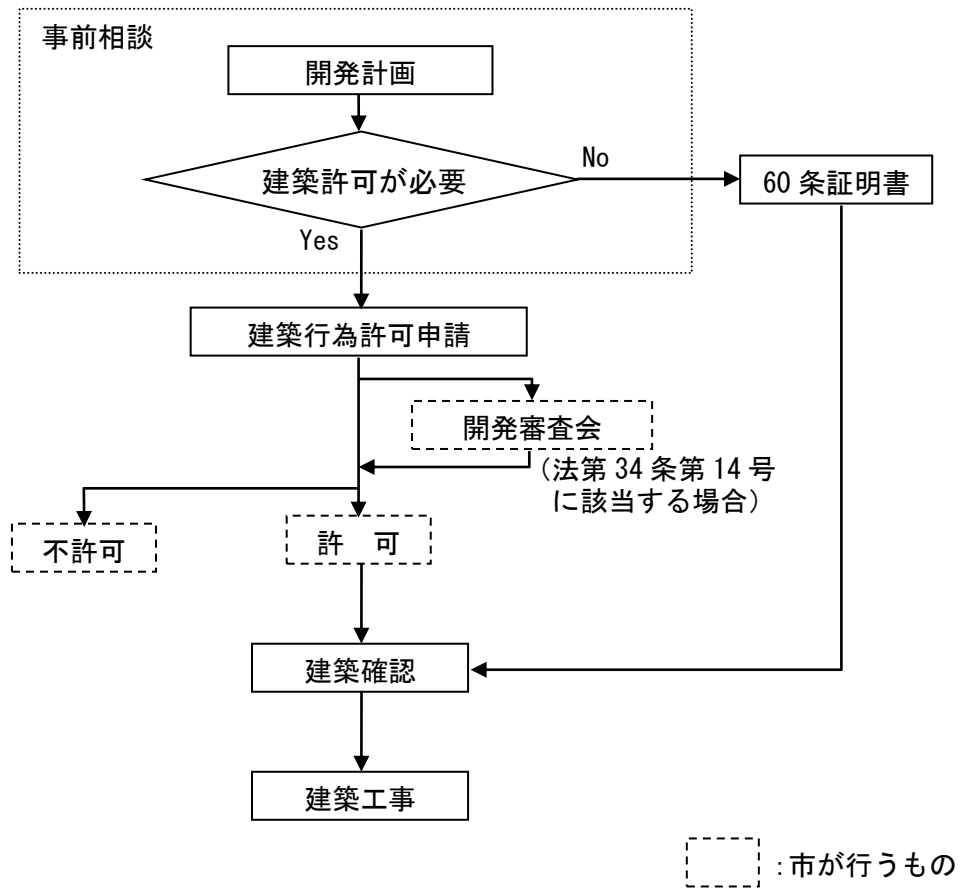 事前相談
開発計画
建築許可が必要
No
60条証明書
Yes
建築行為許可申請
開発審査会
（法第34条第14号
に該当する場合）
不許可
許　可
建築確認
建築工事
：市が行うもの